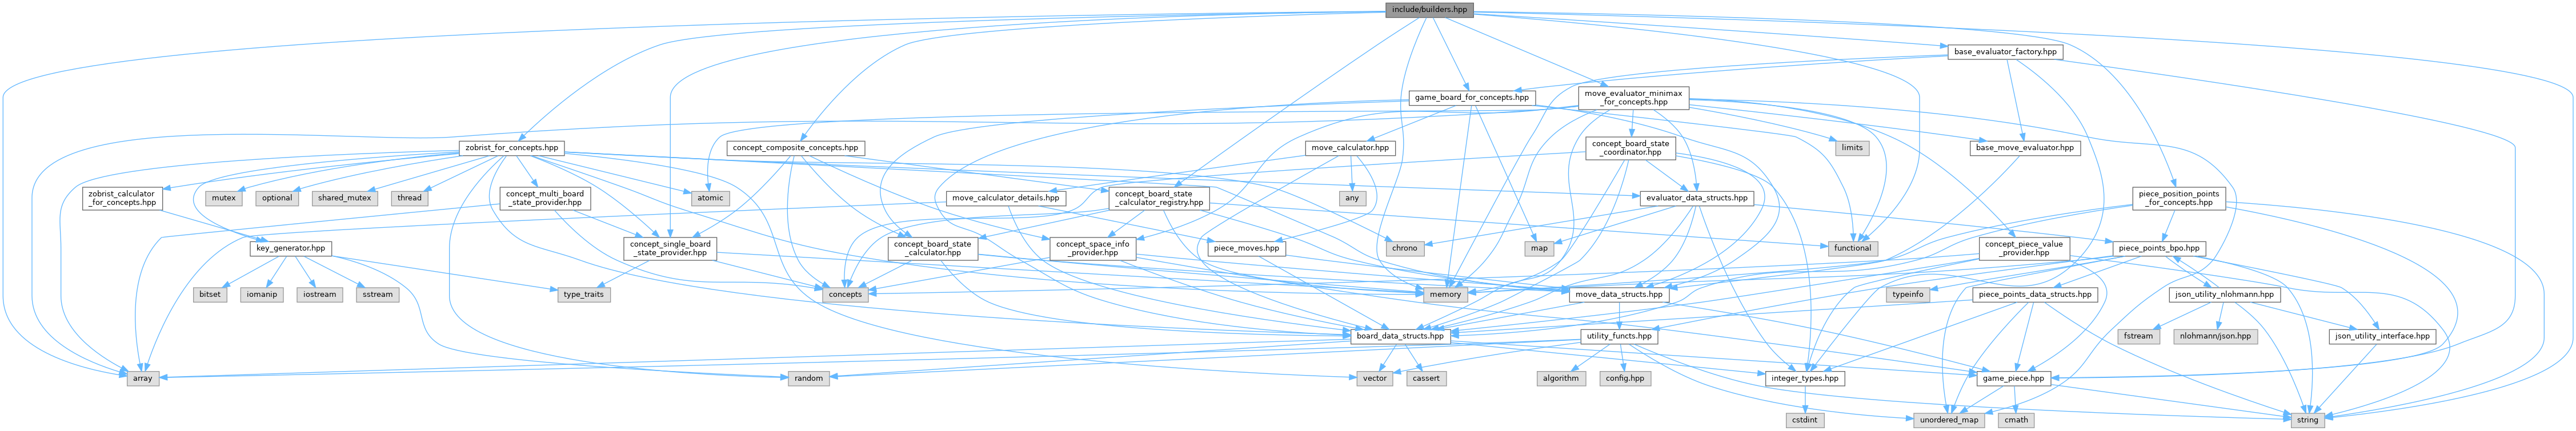 include/builders.hpp
base_evaluator_factory.hpp
game_board_for_concepts.hpp
move_evaluator_minimax
_for_concepts.hpp
zobrist_for_concepts.hpp
concept_composite_concepts.hpp
move_calculator.hpp
concept_board_state
_coordinator.hpp
limits
base_move_evaluator.hpp
zobrist_calculator
_for_concepts.hpp
mutex
optional
shared_mutex
thread
concept_multi_board
_state_provider.hpp
atomic
move_calculator_details.hpp
concept_board_state
_calculator_registry.hpp
any
evaluator_data_structs.hpp
piece_position_points
_for_concepts.hpp
key_generator.hpp
concept_single_board
_state_provider.hpp
concept_board_state
_calculator.hpp
concept_space_info
_provider.hpp
piece_moves.hpp
chrono
map
functional
concept_piece_value
_provider.hpp
piece_points_bpo.hpp
bitset
iomanip
iostream
sstream
type_traits
concepts
memory
move_data_structs.hpp
typeinfo
piece_points_data_structs.hpp
json_utility_nlohmann.hpp
board_data_structs.hpp
utility_functs.hpp
fstream
nlohmann/json.hpp
json_utility_interface.hpp
array
random
vector
cassert
algorithm
config.hpp
integer_types.hpp
game_piece.hpp
cstdint
unordered_map
cmath
string